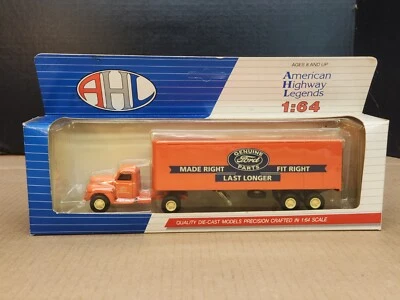 AHL
AGES 8 AND UP
American
Highway
Legends
1:64
GENUINE
Ford
PARTS
MADE RIGHT FIT RIGHT
LAST LONGER
QUALITY DIE-CAST MODELS PRECISION CRAFTED IN 1:64 SCALE